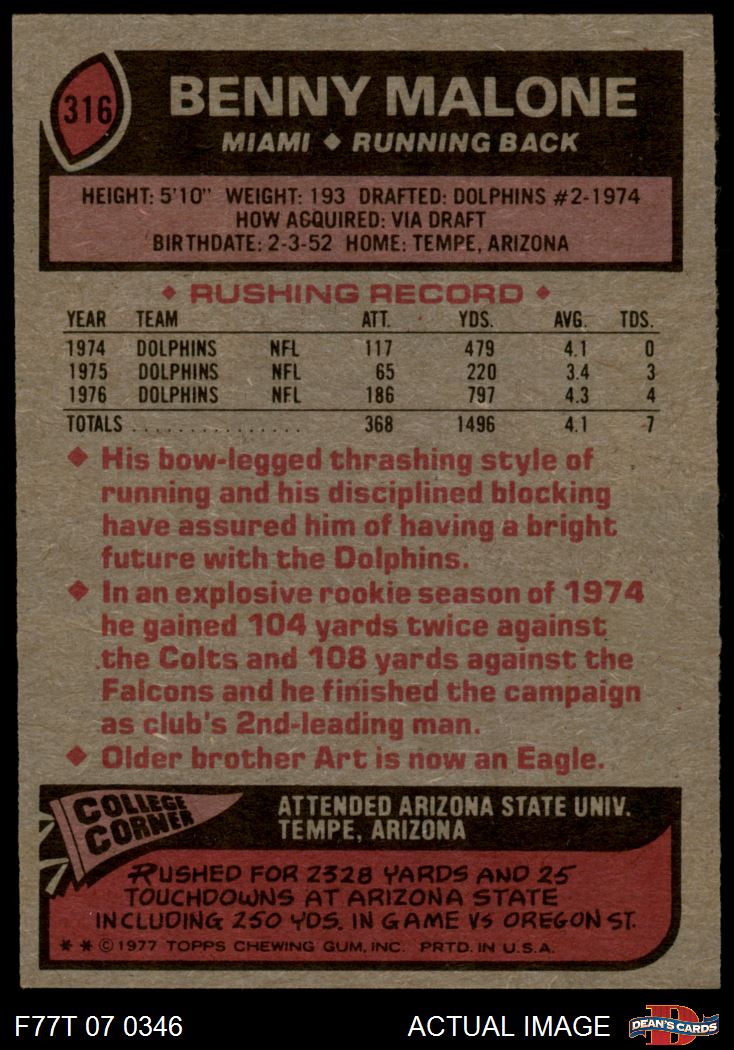 316
BENNY MALONE
MIAMI ♦ RUNNING BACK
HEIGHT: 5'10" WEIGHT: 193 DRAFTED: DOLPHINS #2-1974
HOW ACQUIRED: VIA DRAFT
BIRTHDATE: 2-3-52 HOME: TEMPE, ARIZONA
♦ RUSHING RECORD ♦
YEAR TEAM ATT. YDS. AVG. TDS.
1974 DOLPHINS NFL 117 479 4.1 0
1975 DOLPHINS NFL 65 220 3.4 3
1976 DOLPHINS NFL 186 797 4.3 4
TOTALS . . . . . . . . . . . . . . . 368 1496 4.1 7
♦ His bow-legged thrashing style of
running and his disciplined blocking
have assured him of having a bright
future with the Dolphins.
♦ In an explosive rookie season of 1974
he gained 104 yards twice against
the Colts and 108 yards against the
Falcons and he finished the campaign
as club's 2nd-leading man.
♦ Older brother Art is now an Eagle.
COLLEGE
CORNER
ATTENDED ARIZONA STATE UNIV.
TEMPE, ARIZONA
RUSHED FOR 2328 YARDS AND 25
TOUCHDOWNS AT ARIZONA STATE
INCLUDING 250 YDS. IN GAME VS OREGON ST.
* * © 1977 TOPPS CHEWING GUM, INC. PRTD. IN U.S.A.
F77T 07 0346 ACTUAL IMAGE
D
DEAN'S CARDS